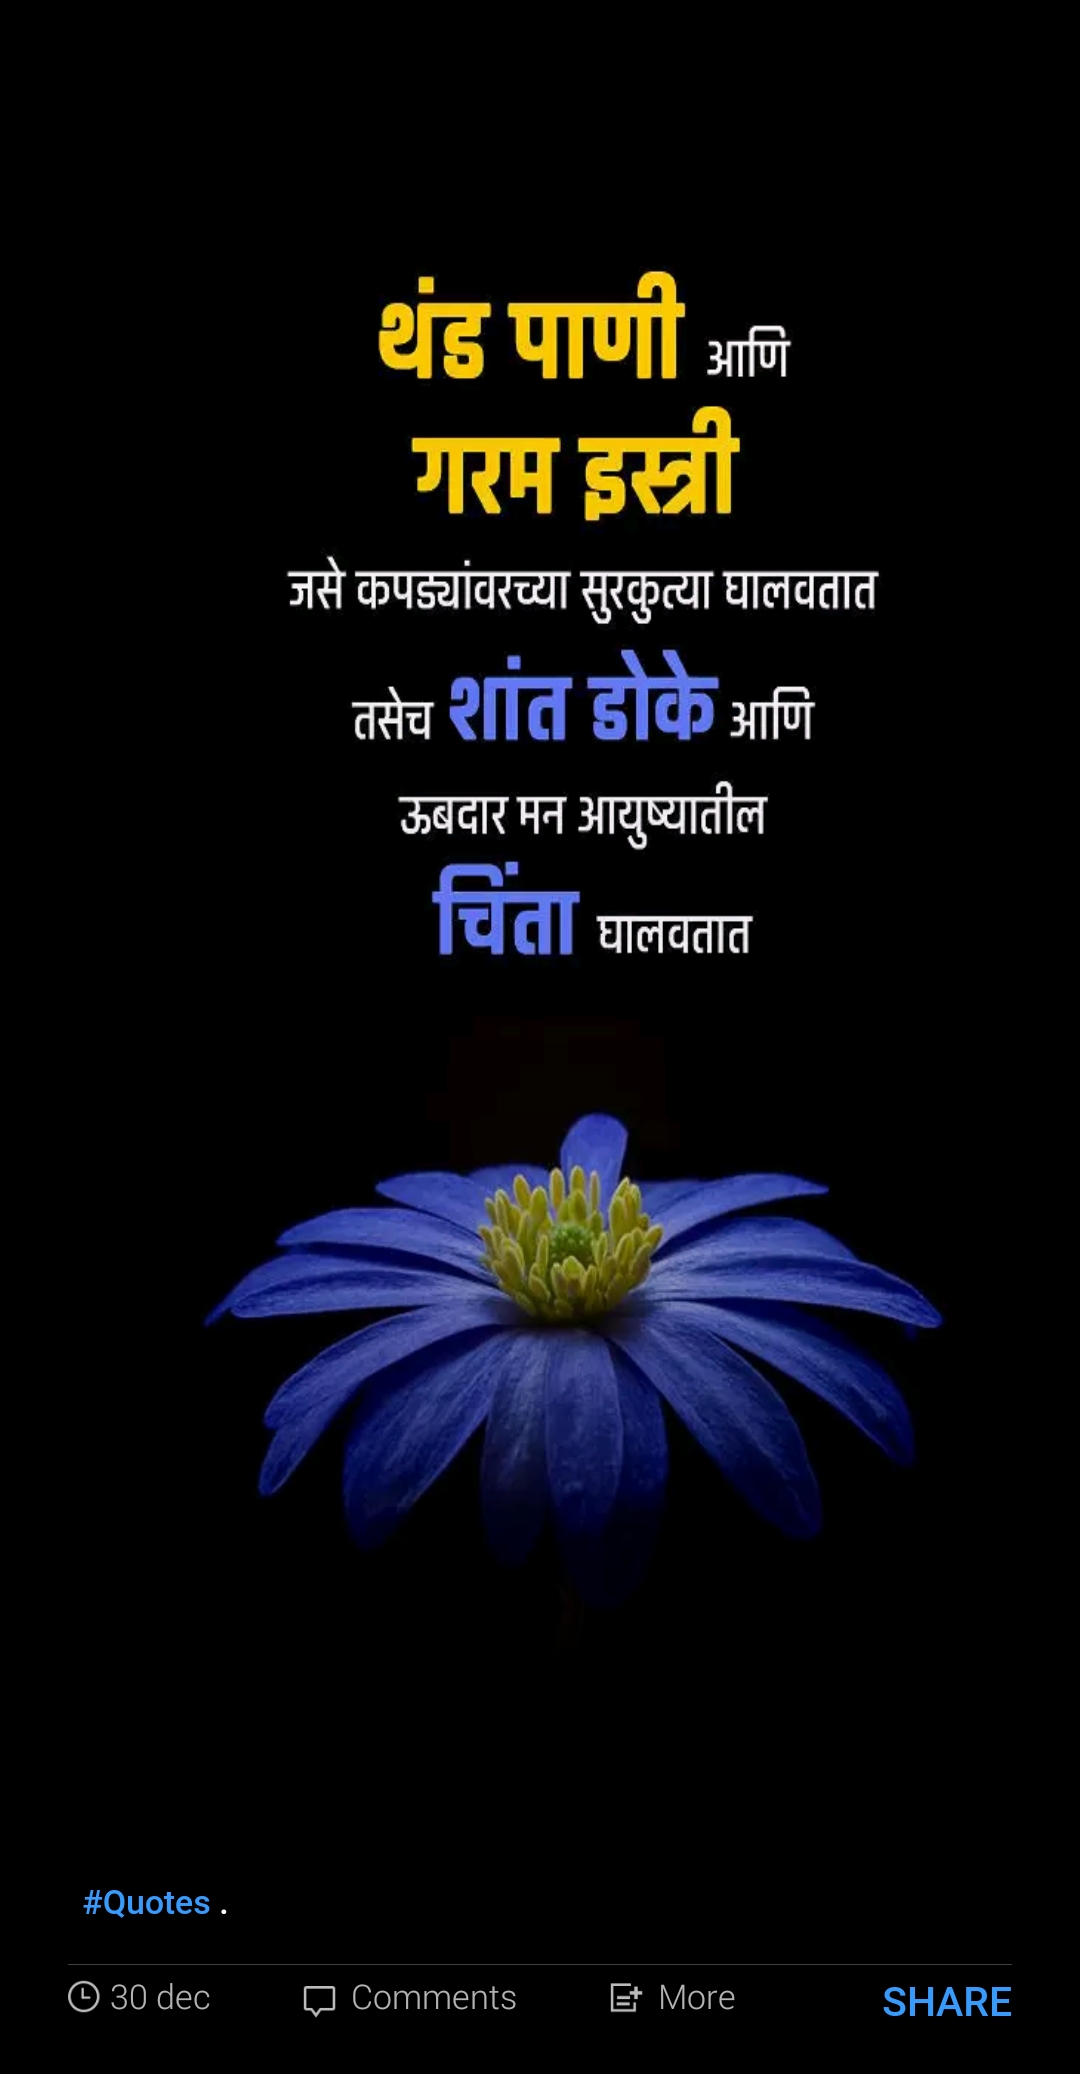 थंड पाणी आणि
गरम इस्त्री
जसे कपड्यांवरच्या सुरकुत्या घालवतात
तसेच शांत डोके आणि
ऊबदार मन आयुष्यातील
चिंता घालवतात
#Quotes .
30 dec Comments More SHARE